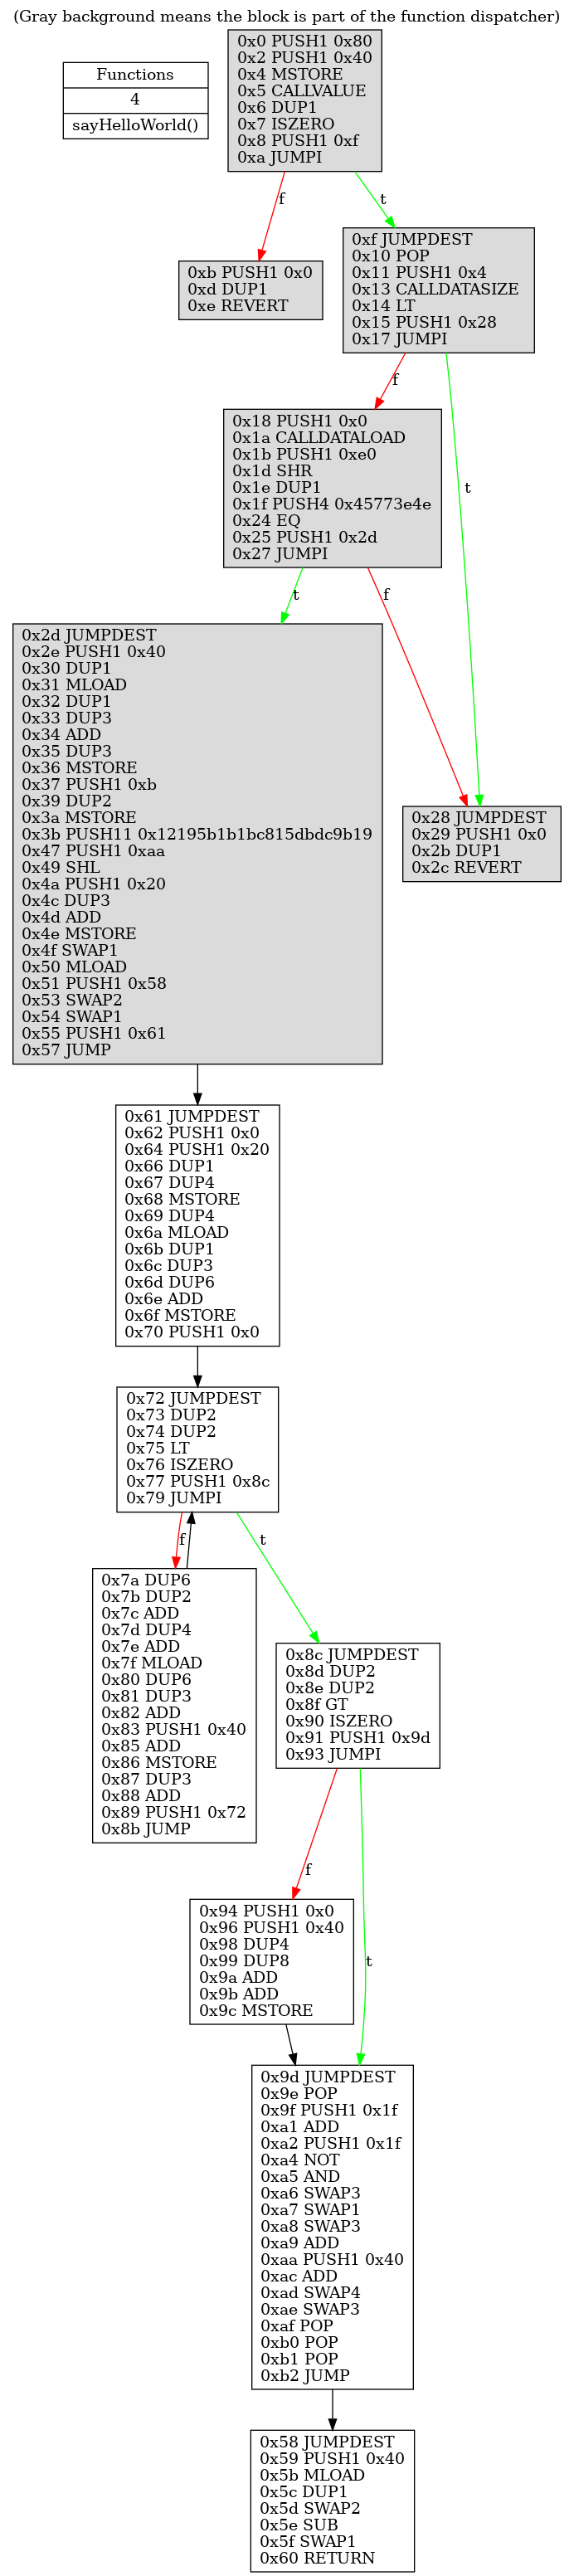 (Gray background means the block is part of the function dispatcher)
Functions
4
sayHelloWorld()
0x0 PUSH1 0x80
0x2 PUSH1 0x40
0x4 MSTORE
0x5 CALLVALUE
0x6 DUP1
0x7 ISZERO
0x8 PUSH1 0xf
0xa JUMPI
f
t
0xb PUSH1 0x0
0xd DUP1
0xe REVERT
0xf JUMPDEST
0x10 POP
0x11 PUSH1 0x4
0x13 CALLDATASIZE
0x14 LT
0x15 PUSH1 0x28
0x17 JUMPI
f
t
0x18 PUSH1 0x0
0x1a CALLDATALOAD
0x1b PUSH1 0xe0
0x1d SHR
0x1e DUP1
0x1f PUSH4 0x45773e4e
0x24 EQ
0x25 PUSH1 0x2d
0x27 JUMPI
t
f
0x2d JUMPDEST
0x2e PUSH1 0x40
0x30 DUP1
0x31 MLOAD
0x32 DUP1
0x33 DUP3
0x34 ADD
0x35 DUP3
0x36 MSTORE
0x37 PUSH1 0xb
0x39 DUP2
0x3a MSTORE
0x3b PUSH11 0x12195b1b1bc815dbdc9b19
0x47 PUSH1 0xaa
0x49 SHL
0x4a PUSH1 0x20
0x4c DUP3
0x4d ADD
0x4e MSTORE
0x4f SWAP1
0x50 MLOAD
0x51 PUSH1 0x58
0x53 SWAP2
0x54 SWAP1
0x55 PUSH1 0x61
0x57 JUMP
0x28 JUMPDEST
0x29 PUSH1 0x0
0x2b DUP1
0x2c REVERT
0x61 JUMPDEST
0x62 PUSH1 0x0
0x64 PUSH1 0x20
0x66 DUP1
0x67 DUP4
0x68 MSTORE
0x69 DUP4
0x6a MLOAD
0x6b DUP1
0x6c DUP3
0x6d DUP6
0x6e ADD
0x6f MSTORE
0x70 PUSH1 0x0
0x72 JUMPDEST
0x73 DUP2
0x74 DUP2
0x75 LT
0x76 ISZERO
0x77 PUSH1 0x8c
0x79 JUMPI
f
t
0x7a DUP6
0x7b DUP2
0x7c ADD
0x7d DUP4
0x7e ADD
0x7f MLOAD
0x80 DUP6
0x81 DUP3
0x82 ADD
0x83 PUSH1 0x40
0x85 ADD
0x86 MSTORE
0x87 DUP3
0x88 ADD
0x89 PUSH1 0x72
0x8b JUMP
0x8c JUMPDEST
0x8d DUP2
0x8e DUP2
0x8f GT
0x90 ISZERO
0x91 PUSH1 0x9d
0x93 JUMPI
f
t
0x94 PUSH1 0x0
0x96 PUSH1 0x40
0x98 DUP4
0x99 DUP8
0x9a ADD
0x9b ADD
0x9c MSTORE
0x9d JUMPDEST
0x9e POP
0x9f PUSH1 0x1f
0xa1 ADD
0xa2 PUSH1 0x1f
0xa4 NOT
0xa5 AND
0xa6 SWAP3
0xa7 SWAP1
0xa8 SWAP3
0xa9 ADD
0xaa PUSH1 0x40
0xac ADD
0xad SWAP4
0xae SWAP3
0xaf POP
0xb0 POP
0xb1 POP
0xb2 JUMP
0x58 JUMPDEST
0x59 PUSH1 0x40
0x5b MLOAD
0x5c DUP1
0x5d SWAP2
0x5e SUB
0x5f SWAP1
0x60 RETURN